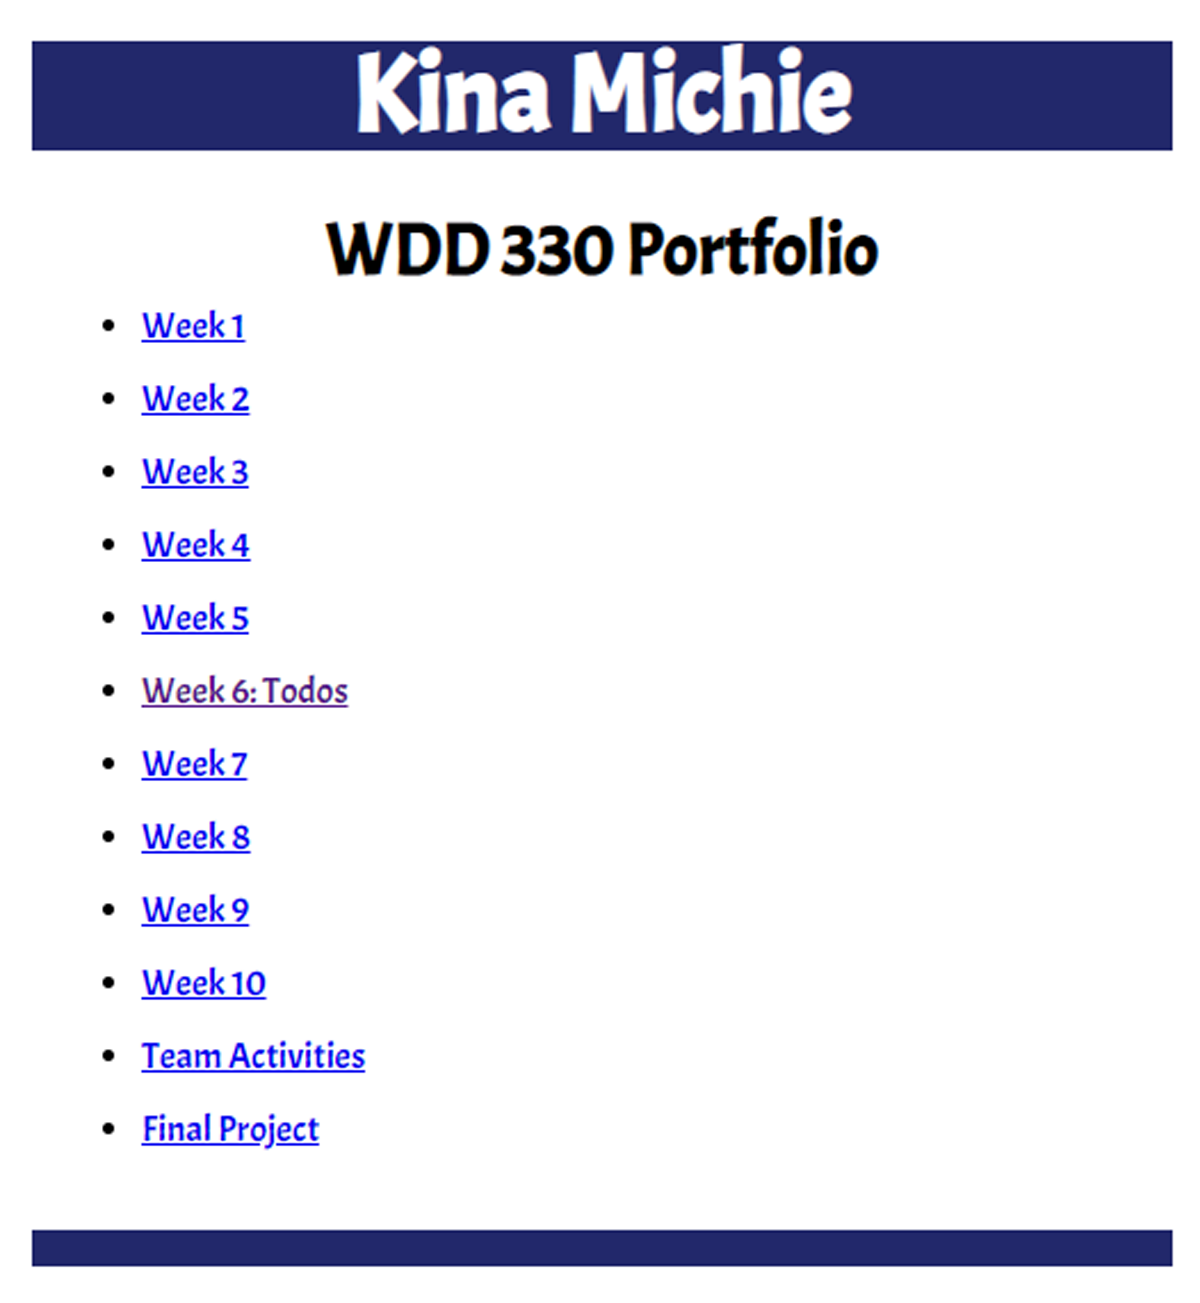 Kina Michie
WDD 330 Portfolio
Week 1
Week 2
Week 3
Week 4
Week 5
Week 6: Todos
Week 7
Week 8
Week 9
Week 10
Team Activities
Final Project